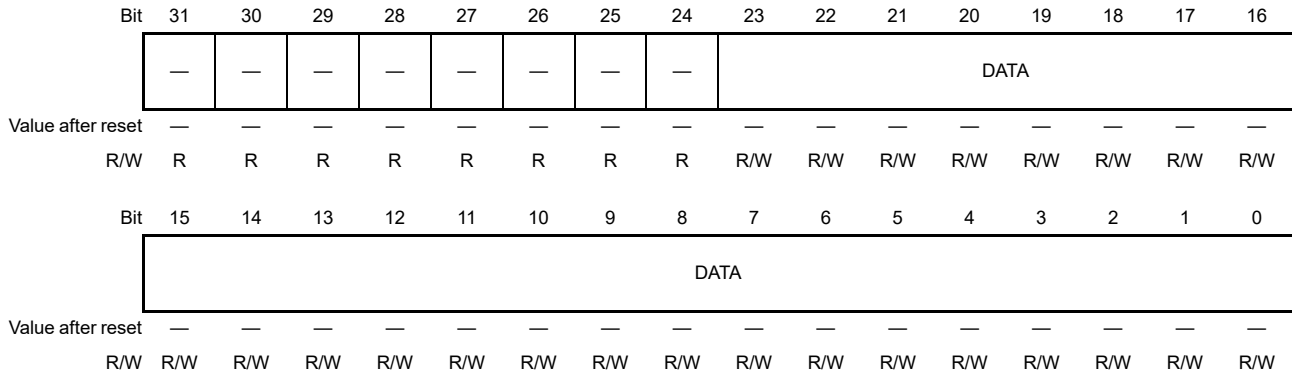 Bit 31 30 29 28 27 26 25 24 23 22 21 20 19 18 17 16
— — — — — — — — DATA
Value after reset — — — — — — — — — — — — — — — —
R/W R R R R R R R R R/W R/W R/W R/W R/W R/W R/W R/W
Bit 15 14 13 12 11 10 9 8 7 6 5 4 3 2 1 0
DATA
Value after reset — — — — — — — — — — — — — — — —
R/W R/W R/W R/W R/W R/W R/W R/W R/W R/W R/W R/W R/W R/W R/W R/W R/W